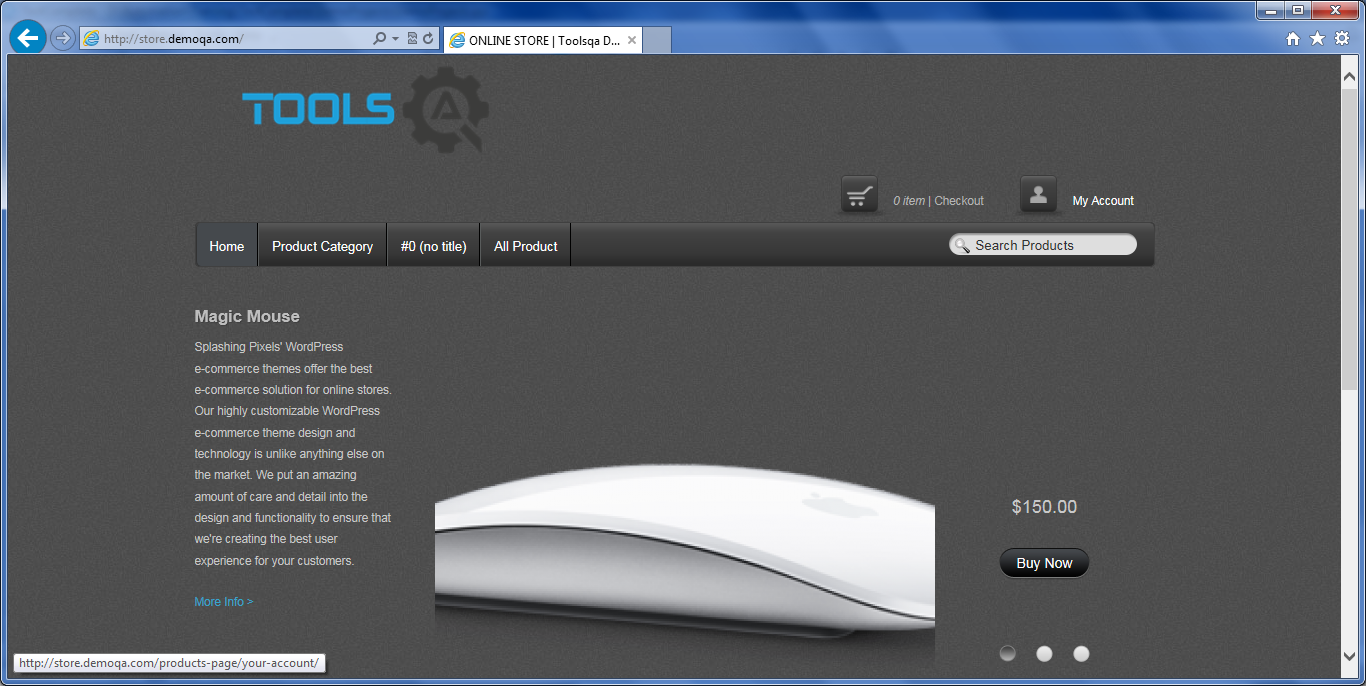 http://store.demoqa.com/
ONLINE STORE | Toolsqa D...
TOOLS
0 item | Checkout
My Account
Home
Product Category
#0 (no title)
All Product
Search Products
Magic Mouse
Splashing Pixels' WordPress
e-commerce themes offer the best
e-commerce solution for online stores.
Our highly customizable WordPress
e-commerce theme design and
technology is unlike anything else on
the market. We put an amazing
amount of care and detail into the
design and functionality to ensure that
we're creating the best user
experience for your customers.
More Info >
$150.00
Buy Now
http://store.demoqa.com/products-page/your-account/